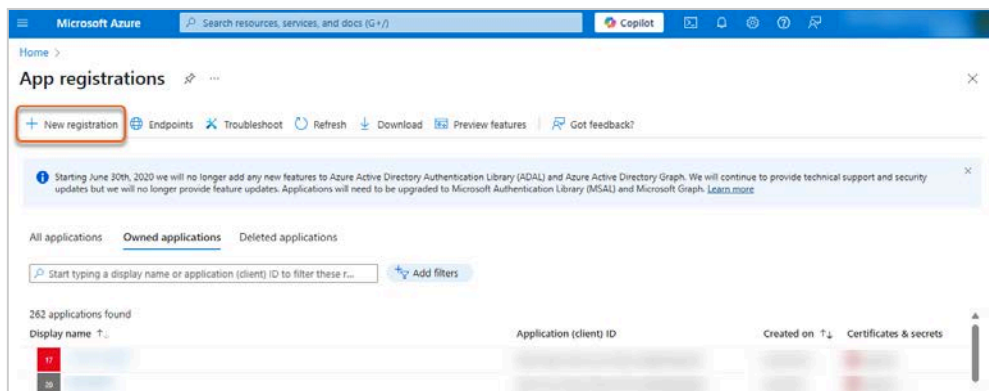 Microsoft Azure Search resources, services, and docs (G+/) Copilot
Home >
App registrations ...
+ New registration Endpoints Troubleshoot Refresh Download Preview features Got feedback?
Starting June 30th, 2020 we will no longer add any new features to Azure Active Directory Authentication Library (ADAL) and Azure Active Directory Graph. We will continue to provide technical support and security
updates but we will no longer provide feature updates. Applications will need to be upgraded to Microsoft Authentication Library (MSAL) and Microsoft Graph. Learn more
All applications Owned applications Deleted applications
Start typing a display name or application (client) ID to filter these r... Add filters
262 applications found
Display name ↑↓ Application (client) ID Created on ↑↓ Certificates & secrets
17
20